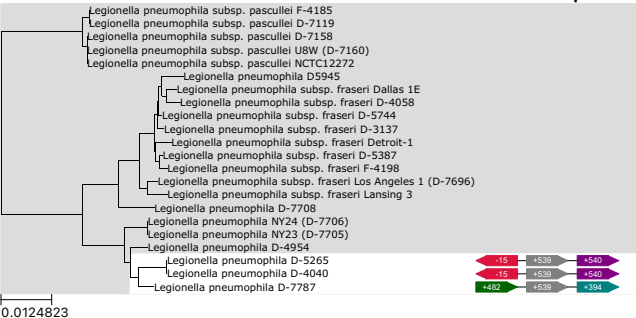 Legionella pneumophila subsp. pascullei F-4185
Legionella pneumophila subsp. pascullei D-7119
Legionella pneumophila subsp. pascullei D-7158
Legionella pneumophila subsp. pascullei U8W (D-7160)
Legionella pneumophila subsp. pascullei NCTC12272
Legionella pneumophila D5945
Legionella pneumophila subsp. fraseri Dallas 1E
Legionella pneumophila subsp. fraseri D-4058
Legionella pneumophila subsp. fraseri D-5744
Legionella pneumophila subsp. fraseri D-3137
Legionella pneumophila subsp. fraseri Detroit-1
Legionella pneumophila subsp. fraseri D-5387
Legionella pneumophila subsp. fraseri F-4198
Legionella pneumophila subsp. fraseri Los Angeles 1 (D-7696)
Legionella pneumophila subsp. fraseri Lansing 3
Legionella pneumophila D-7708
Legionella pneumophila NY24 (D-7706)
Legionella pneumophila NY23 (D-7705)
Legionella pneumophila D-4954
Legionella pneumophila D-5265 -15 +539 +540
Legionella pneumophila D-4040 -15 +539 +540
Legionella pneumophila D-7787 +482 +539 +394
0.0124823